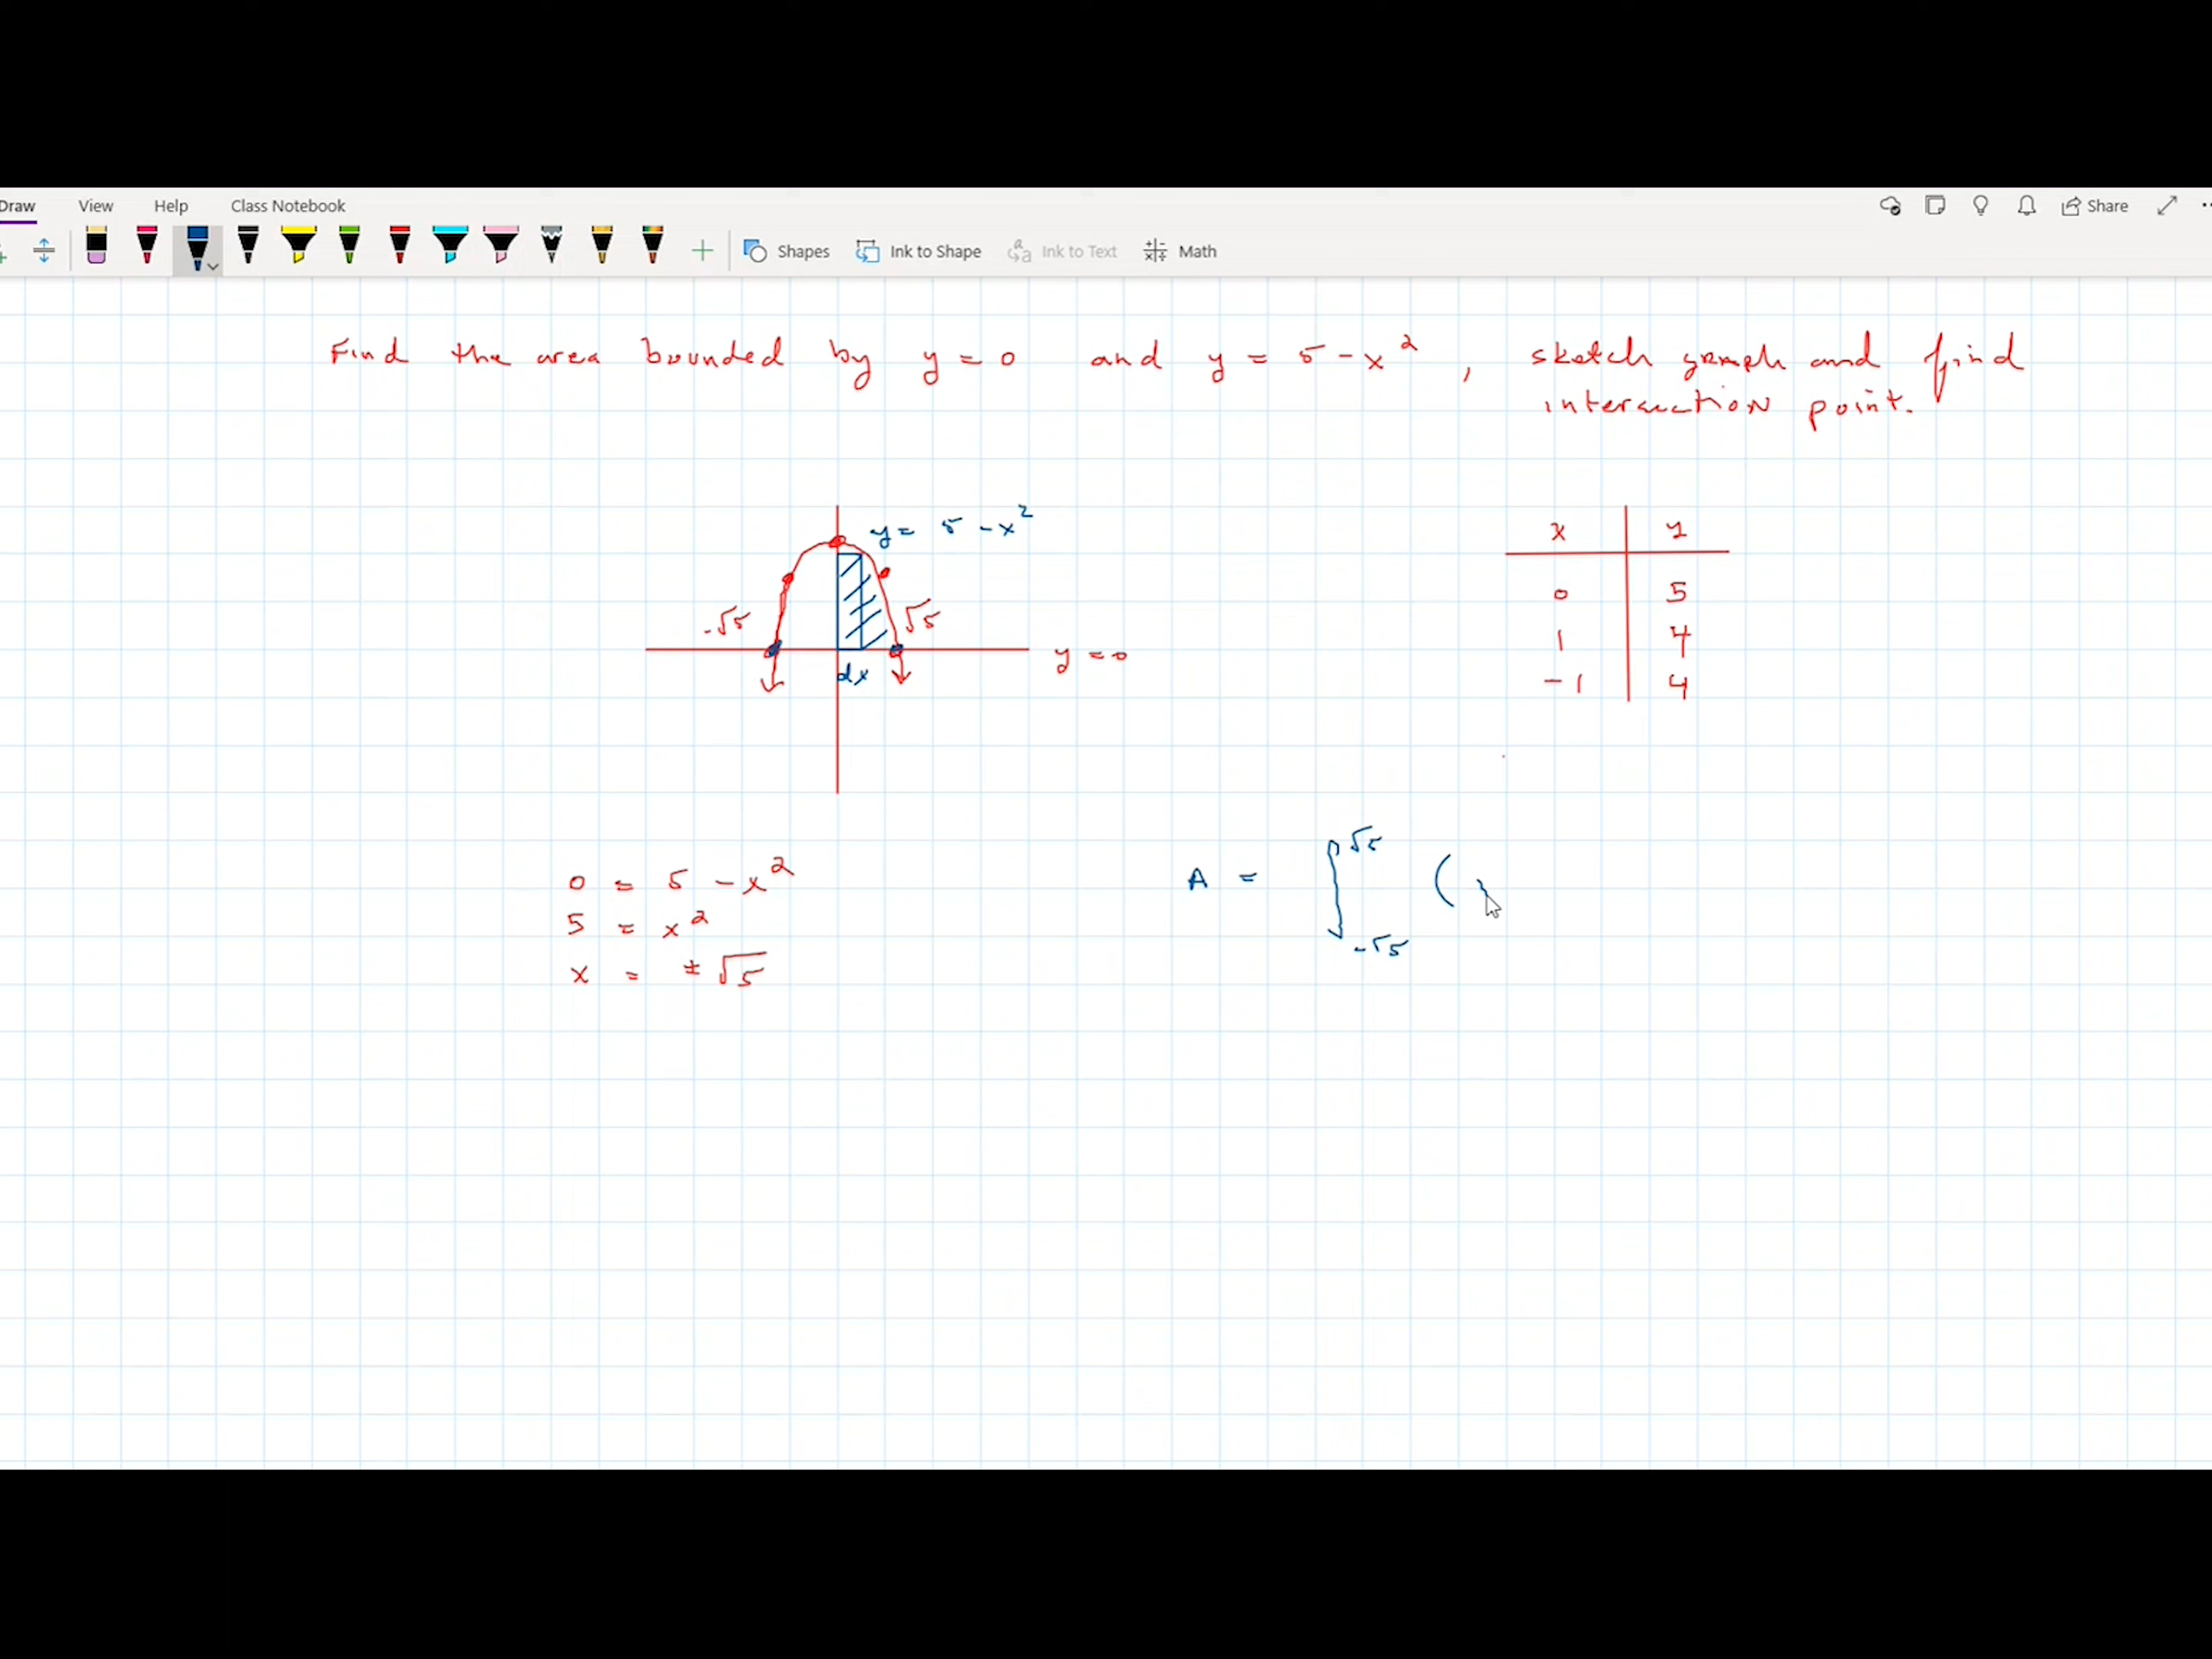 Draw View Help Class Notebook Share
Shapes Ink to Shape Ink to Text Math
Find the area bounded by y = 0 and y = 5 - x², sketch graph and find
intersection point.
y = 5 - x²
-√5 √5
y = 0
dx
x y
0 5
1 4
-1 4
0 = 5 - x²
5 = x²
x = ±√5
A = ∫_{-√5}^{√5} (